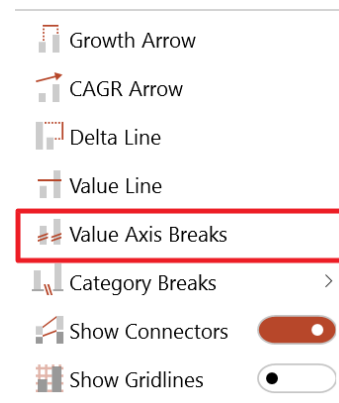 Growth Arrow
CAGR Arrow
Delta Line
Value Line
Value Axis Breaks
Category Breaks
Show Connectors
Show Gridlines